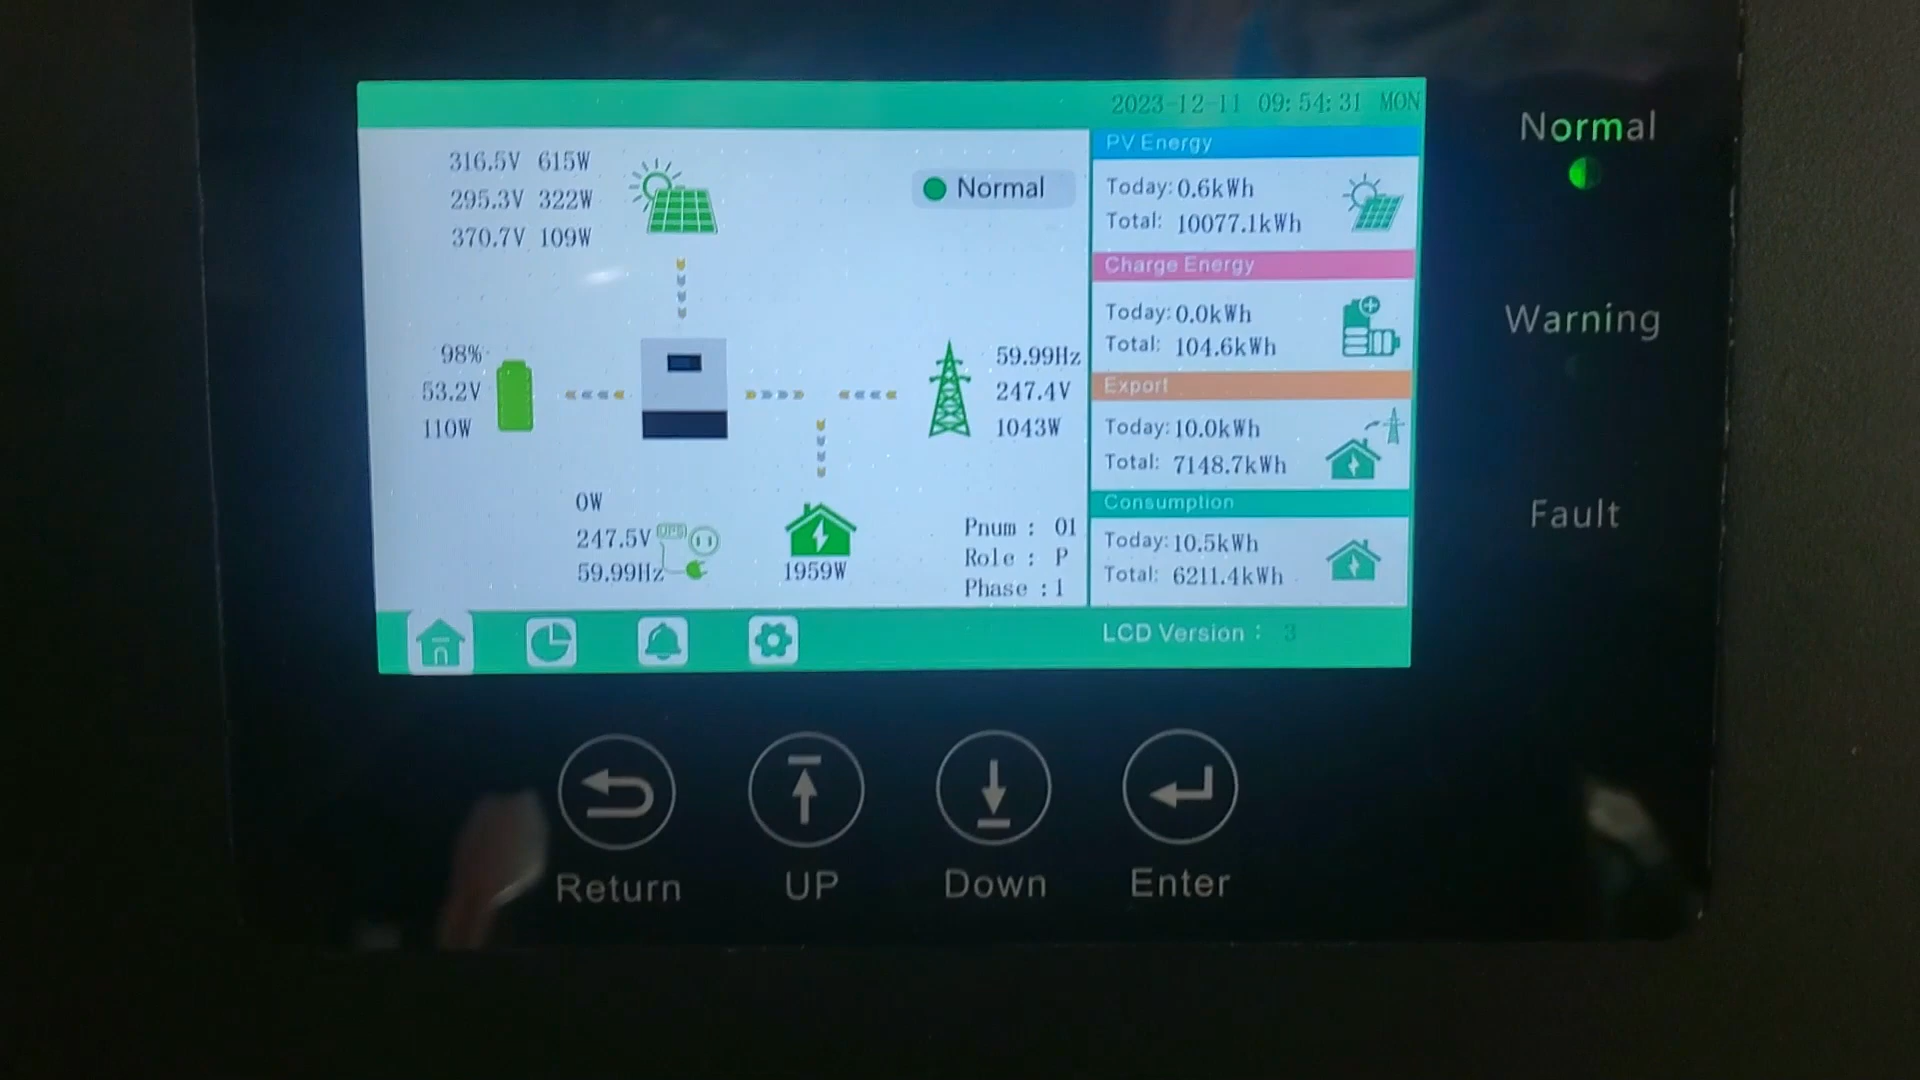 2023-12-11 09:54:31 MON
316.5V 615W
295.3V 322W
370.7V 109W
Normal
98%
53.2V
110W
59.99Hz
247.4V
1043W
0W
247.5V
59.99Hz
UPS
1959W
Pnum : 01
Role : P
Phase :1
PV Energy
Today: 0.6kWh
Total: 10077.1kWh
Charge Energy
Today: 0.0kWh
Total: 104.6kWh
Export
Today: 10.0kWh
Total: 7148.7kWh
Consumption
Today: 10.5kWh
Total: 6211.4kWh
LCD Version : 3
Normal
Warning
Fault
Return
UP
Down
Enter